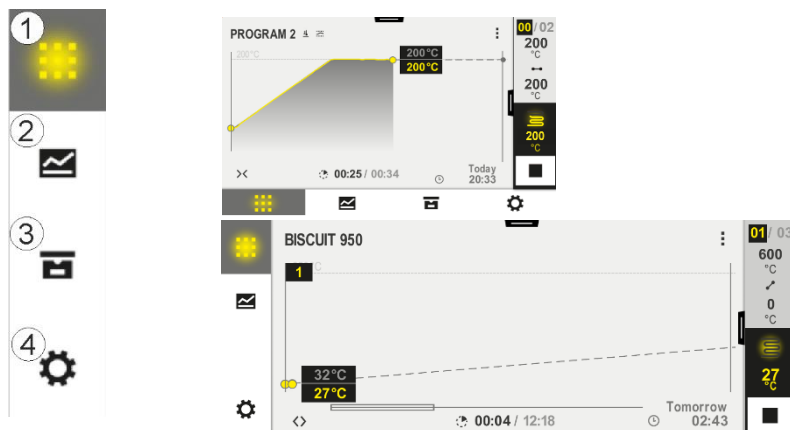 1
2
3
4
PROGRAM 2
200°C
200°C
200°C
00:25 / 00:34
Today
20:33
00 / 02
200
°C
200
°C
200
°C
BISCUIT 950
1
32°C
27°C
00:04 / 12:18
Tomorrow
02:43
01 / 03
600
°C
0
°C
27
°C